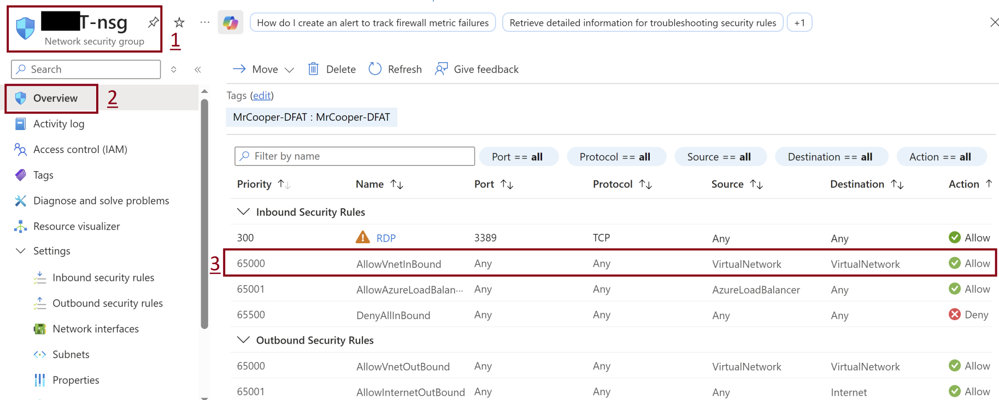 T-nsg
Network security group
1
How do I create an alert to track firewall metric failures
Retrieve detailed information for troubleshooting security rules
+1
Search
Move
Delete
Refresh
Give feedback
Overview
2
Activity log
Access control (IAM)
Tags
Diagnose and solve problems
Resource visualizer
Settings
Inbound security rules
Outbound security rules
Network interfaces
Subnets
Properties
Tags (edit)
MrCooper-DFAT : MrCooper-DFAT
Filter by name
Port == all
Protocol == all
Source == all
Destination == all
Action == all
Priority Name Port Protocol Source Destination Action
Inbound Security Rules
300 RDP 3389 TCP Any Any Allow
3
65000 AllowVnetInBound Any Any VirtualNetwork VirtualNetwork Allow
65001 AllowAzureLoadBalan··· Any Any AzureLoadBalancer Any Allow
65500 DenyAllInBound Any Any Any Any Deny
Outbound Security Rules
65000 AllowVnetOutBound Any Any VirtualNetwork VirtualNetwork Allow
65001 AllowInternetOutBound Any Any Any Internet Allow